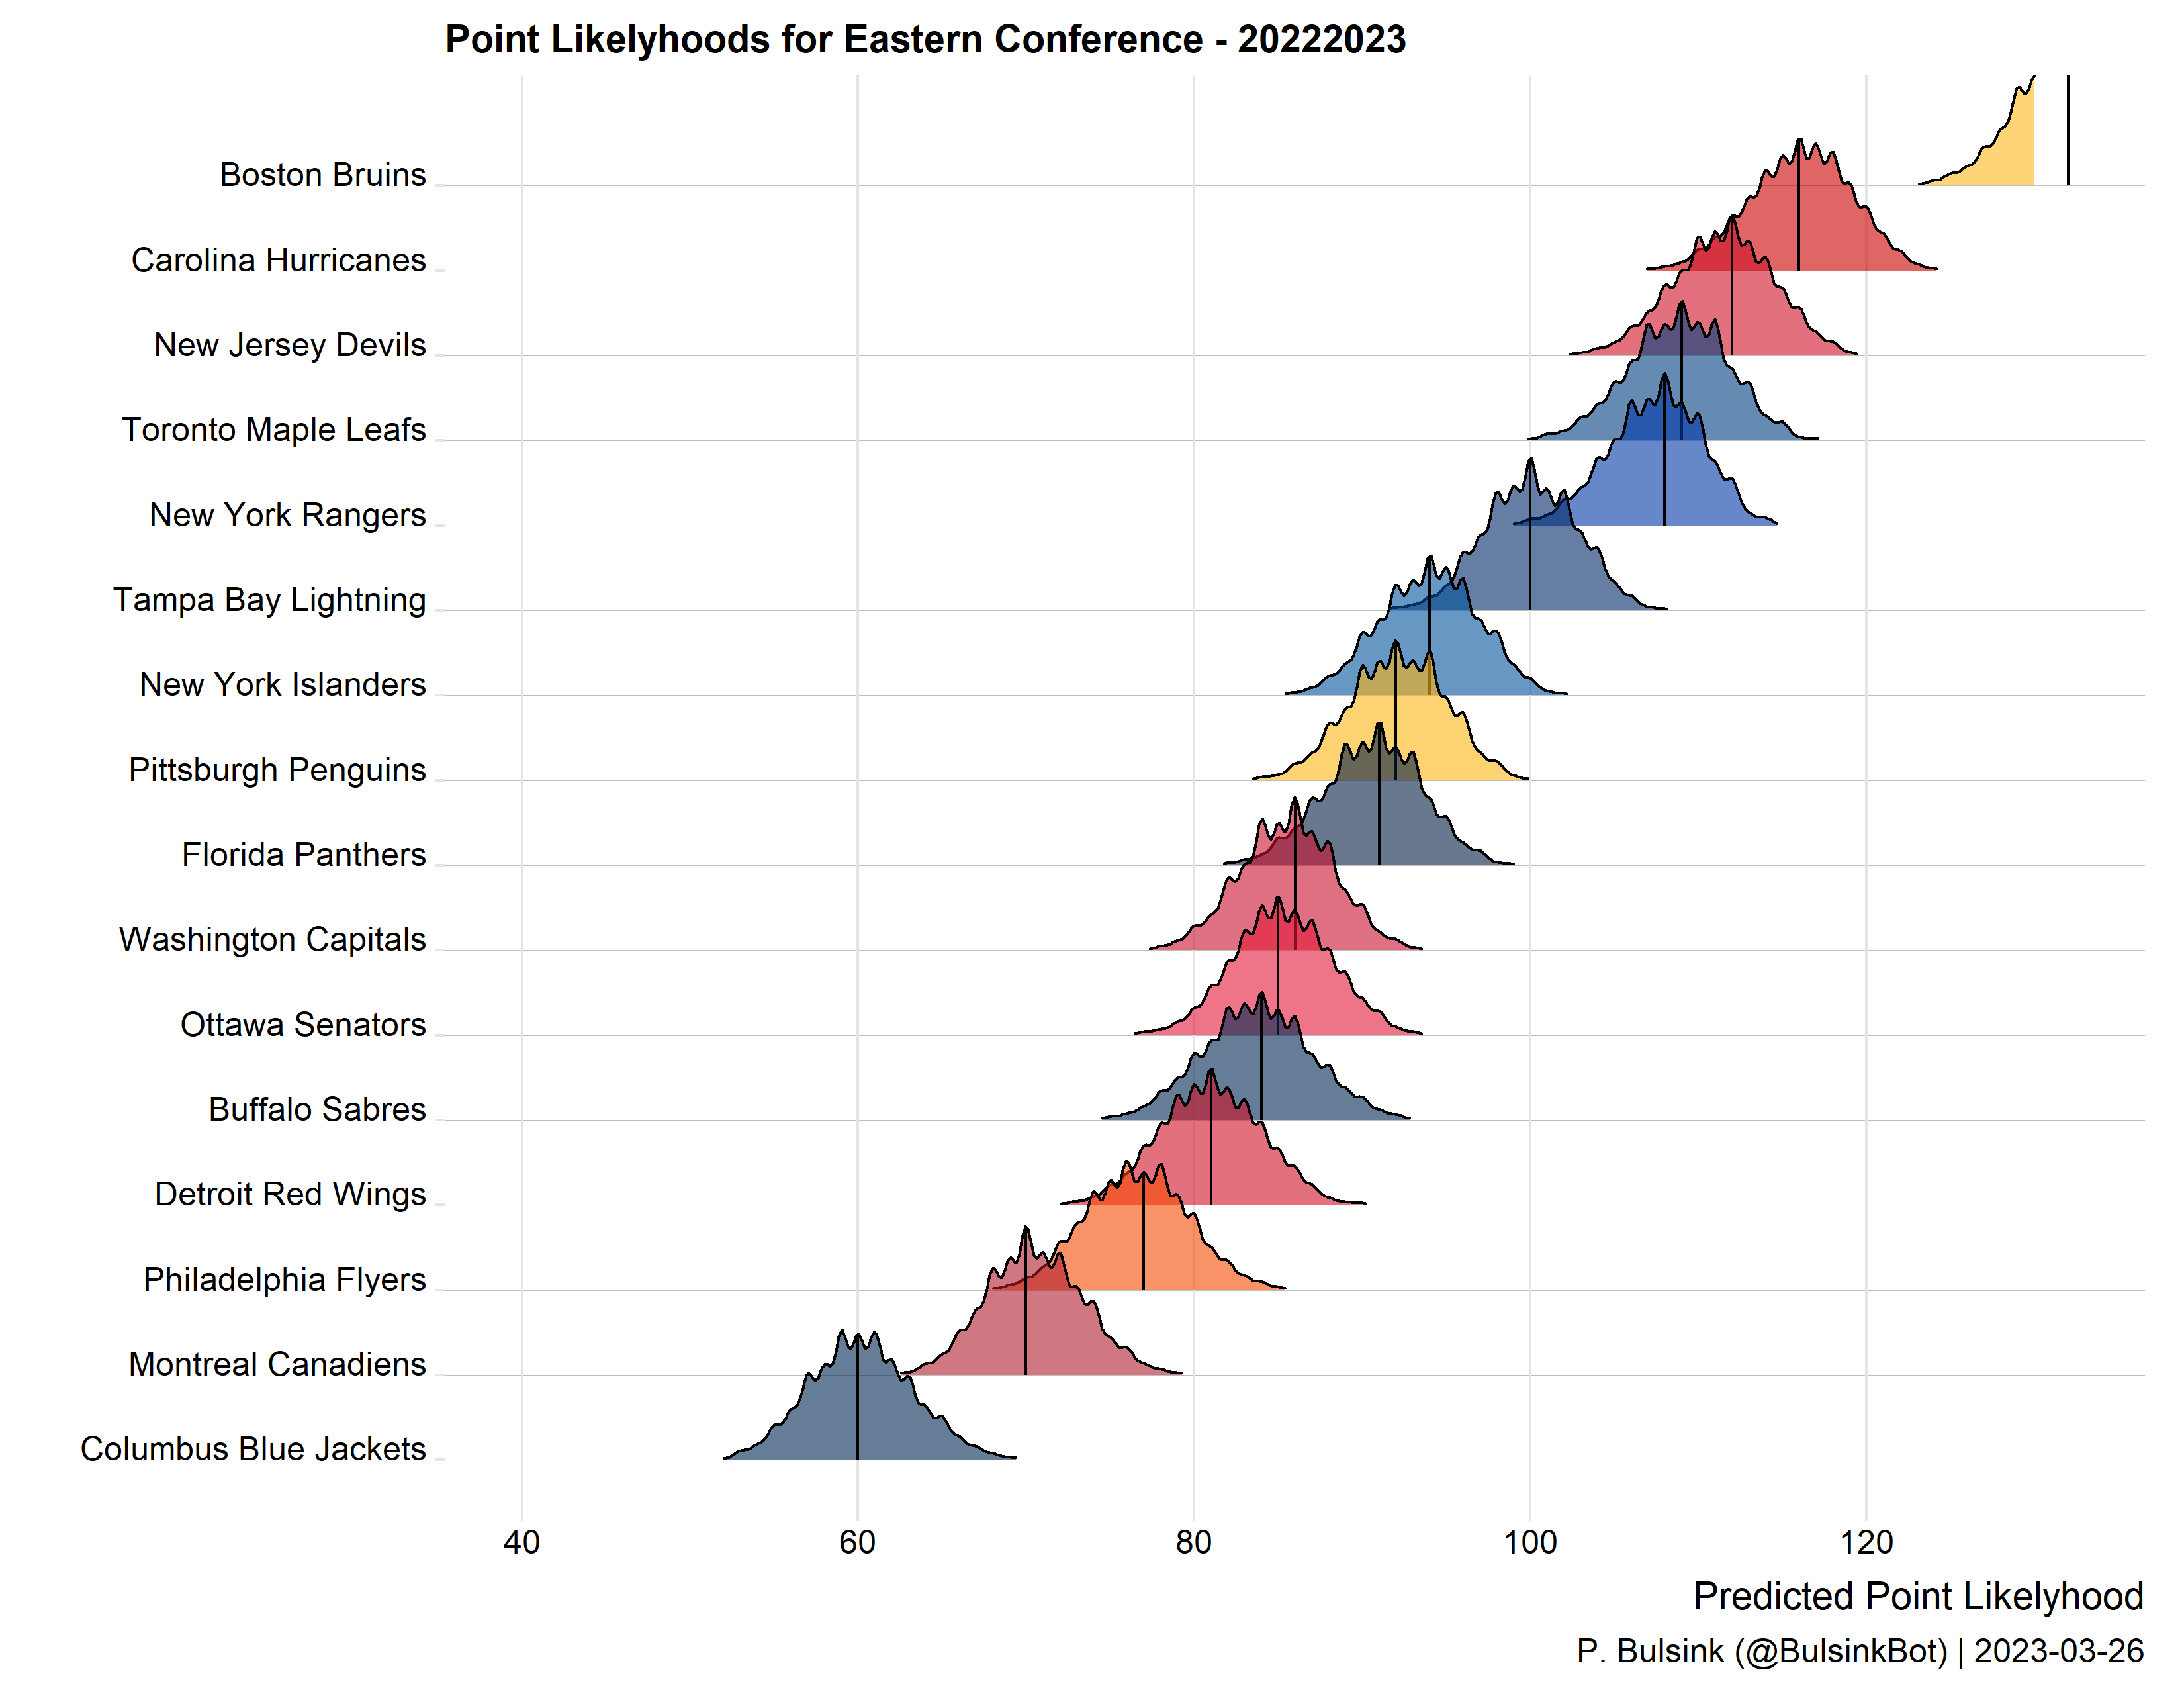 Point Likelyhoods for Eastern Conference - 20222023
Boston Bruins
Carolina Hurricanes
New Jersey Devils
Toronto Maple Leafs
New York Rangers
Tampa Bay Lightning
New York Islanders
Pittsburgh Penguins
Florida Panthers
Washington Capitals
Ottawa Senators
Buffalo Sabres
Detroit Red Wings
Philadelphia Flyers
Montreal Canadiens
Columbus Blue Jackets
40 60 80 100 120
Predicted Point Likelyhood
P. Bulsink (@BulsinkBot) | 2023-03-26